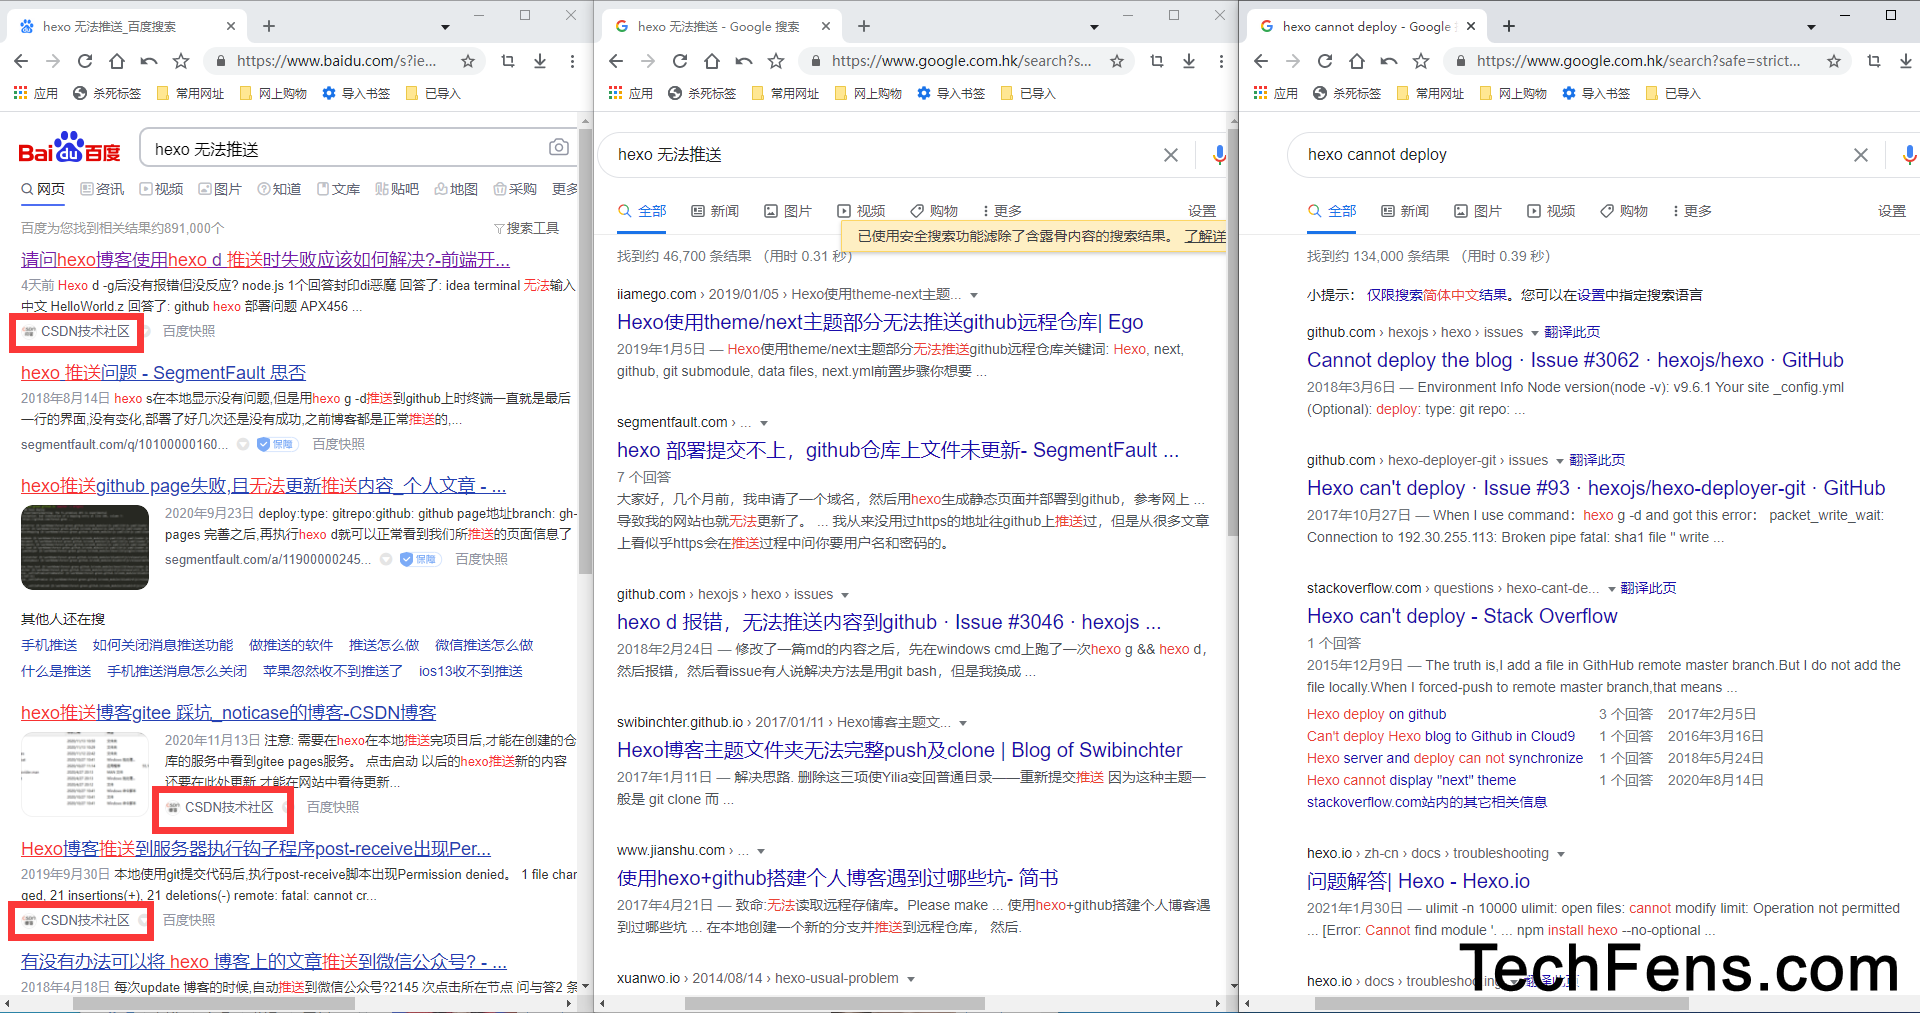 hexo 无法推送_百度搜索
https://www.baidu.com/s?ie...
应用 杀死标签 常用网址 网上购物 导入书签 已导入
Bai du 百度
hexo 无法推送
网页 资讯 视频 图片 知道 文库 贴吧 地图 采购 更多
百度为您找到相关结果约891,000个 搜索工具
请问hexo博客使用hexo d 推送时失败应该如何解决?-前端开...
4天前 Hexo d -g后没有报错但没反应? node.js 1个回答封印di恶魔 回答了: idea terminal 无法输入
中文 HelloWorld.z 回答了: github hexo 部署问题 APX456 ...
CSDN技术社区 百度快照
hexo 推送问题 - SegmentFault 思否
2018年8月14日 hexo s在本地显示没有问题,但是用hexo g -d推送到github上时终端一直就是最后
一行的界面,没有变化,部署了好几次还是没有成功,之前博客都是正常推送的,...
segmentfault.com/q/10100000160... 保障 百度快照
hexo推送github page失败,且无法更新推送内容_个人文章 - ...
2020年9月23日 deploy:type: gitrepo:github: github page地址branch: gh-
pages 完善之后,再执行hexo d就可以正常看到我们所推送的页面信息了
segmentfault.com/a/11900000245... 保障 百度快照
其他人还在搜
手机推送 如何关闭消息推送功能 做推送的软件 推送怎么做 微信推送怎么做
什么是推送 手机推送消息怎么关闭 苹果忽然收不到推送了 ios13收不到推送
hexo推送博客gitee 踩坑_noticase的博客-CSDN博客
2020年11月13日 注意: 需要在hexo在本地推送完项目后,才能在创建的仓
库的服务中看到gitee pages服务。 点击启动 以后的hexo推送新的内容
还要在此处更新,才能在网站中看待更新...
CSDN技术社区 百度快照
Hexo博客推送到服务器执行钩子程序post-receive出现Per...
2019年9月30日 本地使用git提交代码后,执行post-receive脚本出现Permission denied。 1 file chan
ged, 21 insertions(+), 21 deletions(-) remote: fatal: cannot cr...
CSDN技术社区 百度快照
有没有办法可以将 hexo 博客上的文章推送到微信公众号? - ...
2018年4月18日 每次update 博客的时候,自动推送到微信公众号?2145 次点击所在节点 问与答2 条
hexo 无法推送 - Google 搜索
https://www.google.com.hk/search?s...
应用 杀死标签 常用网址 网上购物 导入书签 已导入
hexo 无法推送
全部 新闻 图片 视频 购物 更多 设置
已使用安全搜索功能滤除了含露骨内容的搜索结果。 了解详
找到约 46,700 条结果 （用时 0.31 秒）
iiamego.com › 2019/01/05 › Hexo使用theme-next主题...
Hexo使用theme/next主题部分无法推送github远程仓库| Ego
2019年1月5日 — Hexo使用theme/next主题部分无法推送github远程仓库关键词: Hexo, next,
github, git submodule, data files, next.yml前置步骤你想要 ...
segmentfault.com › ...
hexo 部署提交不上，github仓库上文件未更新- SegmentFault ...
7 个回答
大家好，几个月前，我申请了一个域名，然后用hexo生成静态页面并部署到github，参考网上 ...
导致我的网站也就无法更新了。 ... 我从来没用过https的地址往github上推送过，但是从很多文章
上看似乎https会在推送过程中问你要用户名和密码的。
github.com › hexojs › hexo › issues
hexo d 报错，无法推送内容到github · Issue #3046 · hexojs ...
2018年2月24日 — 修改了一篇md的内容之后，先在windows cmd上跑了一次hexo g && hexo d，
然后报错，然后看issue有人说解决方法是用git bash，但是我换成 ...
swibinchter.github.io › 2017/01/11 › Hexo博客主题文...
Hexo博客主题文件夹无法完整push及clone | Blog of Swibinchter
2017年1月11日 — 解决思路. 删除这三项使Yilia变回普通目录——重新提交推送 因为这种主题一
般是 git clone 而 ...
www.jianshu.com › ...
使用hexo+github搭建个人博客遇到过哪些坑- 简书
2017年4月21日 — 致命:无法读取远程存储库。Please make ... 使用hexo+github搭建个人博客遇
到过哪些坑 ... 在本地创建一个新的分支并推送到远程仓库， 然后.
xuanwo.io › 2014/08/14 › hexo-usual-problem
hexo cannot deploy - Google
https://www.google.com.hk/search?safe=strict...
应用 杀死标签 常用网址 网上购物 导入书签 已导入
hexo cannot deploy
全部 新闻 图片 视频 购物 更多 设置
找到约 134,000 条结果 （用时 0.39 秒）
小提示： 仅限搜索简体中文结果。您可以在设置中指定搜索语言
github.com › hexojs › hexo › issues 翻译此页
Cannot deploy the blog · Issue #3062 · hexojs/hexo · GitHub
2018年3月6日 — Environment Info Node version(node -v): v9.6.1 Your site _config.yml
(Optional): deploy: type: git repo: ...
github.com › hexo-deployer-git › issues 翻译此页
Hexo can't deploy · Issue #93 · hexojs/hexo-deployer-git · GitHub
2017年10月27日 — When I use command：hexo g -d and got this error： packet_write_wait:
Connection to 192.30.255.113: Broken pipe fatal: sha1 file '' write ...
stackoverflow.com › questions › hexo-cant-de... 翻译此页
Hexo can't deploy - Stack Overflow
1 个回答
2015年12月9日 — The truth is,I add a file in GithHub remote master branch.But I do not add the
file locally.When I forced-push to remote master branch,that means ...
Hexo deploy on github 3 个回答 2017年2月5日
Can't deploy Hexo blog to Github in Cloud9 1 个回答 2016年3月16日
Hexo server and deploy can not synchronize 1 个回答 2018年5月24日
Hexo cannot display "next" theme 1 个回答 2020年8月14日
stackoverflow.com站内的其它相关信息
hexo.io › zh-cn › docs › troubleshooting
问题解答| Hexo - Hexo.io
2021年1月30日 — ulimit -n 10000 ulimit: open files: cannot modify limit: Operation not permitted
... [Error: Cannot find module '. ... npm install hexo --no-optional ...
hexo.io › docs › troubleshooting 翻译此页
TechFens.com